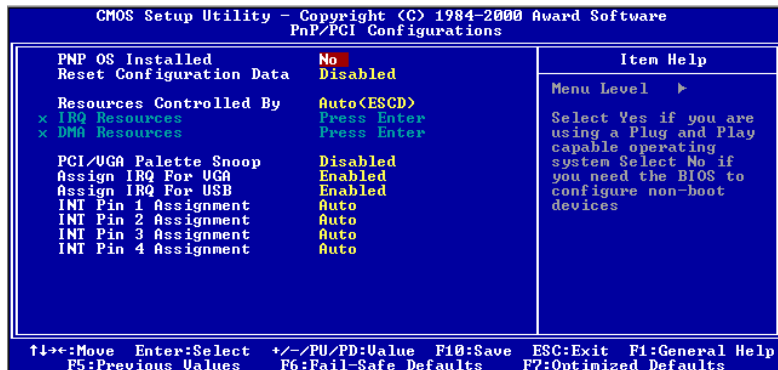 CMOS Setup Utility - Copyright (C) 1984-2000 Award Software
PnP/PCI Configurations
PNP OS Installed No
Reset Configuration Data Disabled
Resources Controlled By Auto(ESCD)
x IRQ Resources Press Enter
x DMA Resources Press Enter
PCI/VGA Palette Snoop Disabled
Assign IRQ For VGA Enabled
Assign IRQ For USB Enabled
INT Pin 1 Assignment Auto
INT Pin 2 Assignment Auto
INT Pin 3 Assignment Auto
INT Pin 4 Assignment Auto
Item Help
Menu Level ▶
Select Yes if you are
using a Plug and Play
capable operating
system Select No if
you need the BIOS to
configure non-boot
devices
↑↓→←:Move Enter:Select +/-/PU/PD:Value F10:Save ESC:Exit F1:General Help
F5:Previous Values F6:Fail-Safe Defaults F7:Optimized Defaults